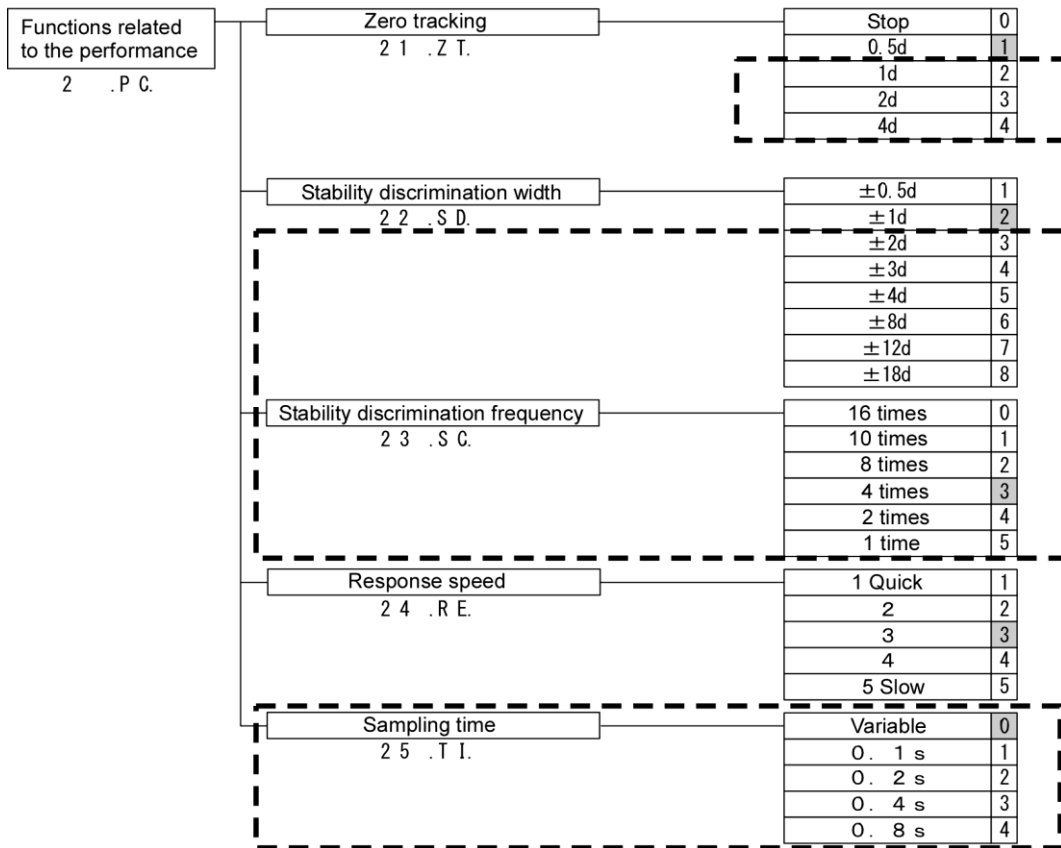 Functions related
to the performance
2 .P C.
Zero tracking
2 1 .Z T.
Stop 0
0.5d 1
1d 2
2d 3
4d 4
Stability discrimination width
2 2 .S D.
±0.5d 1
±1d 2
±2d 3
±3d 4
±4d 5
±8d 6
±12d 7
±18d 8
Stability discrimination frequency
2 3 .S C.
16 times 0
10 times 1
8 times 2
4 times 3
2 times 4
1 time 5
Response speed
2 4 .R E.
1 Quick 1
2 2
3 3
4 4
5 Slow 5
Sampling time
2 5 .T I.
Variable 0
0. 1 s 1
0. 2 s 2
0. 4 s 3
0. 8 s 4